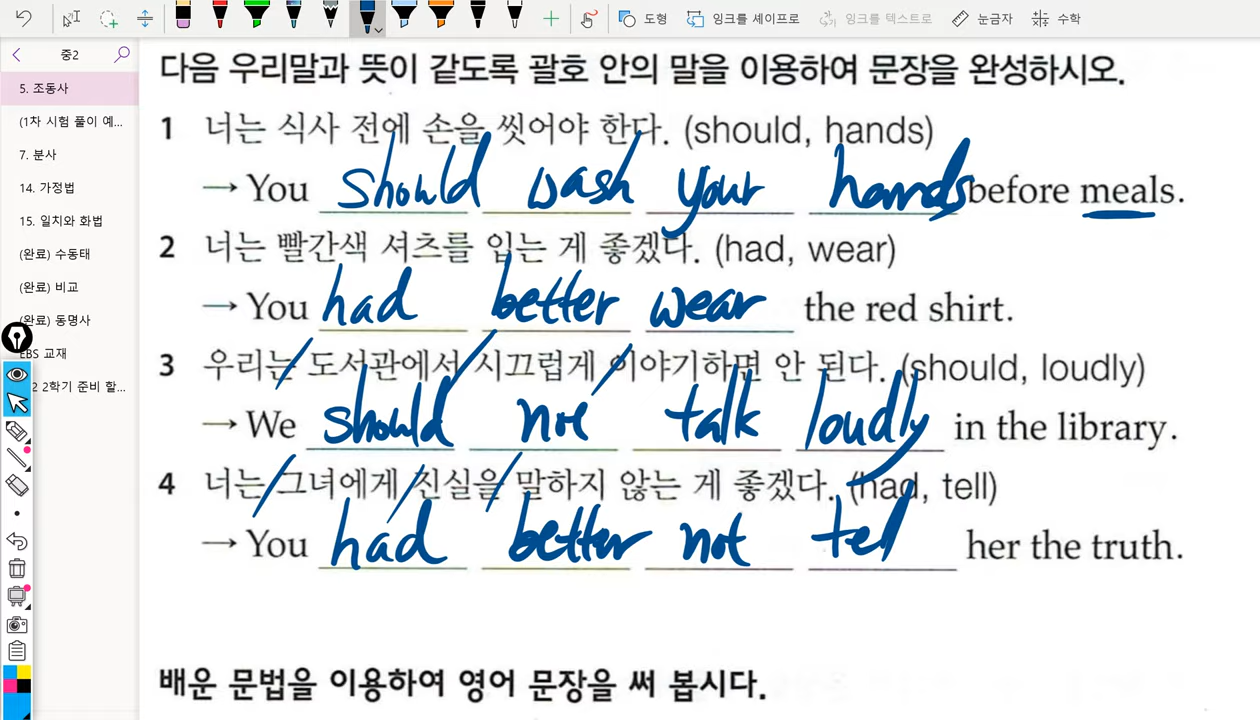 도형 잉크를 셰이프로 잉크를 텍스트로 눈금자 수학
중2
5. 조동사
(1차 시험 풀이 예...
7. 분사
14. 가정법
15. 일치와 화법
(완료) 수동태
(완료) 비교
(완료) 동명사
EBS 교재
2 2학기 준비 할...
다음 우리말과 뜻이 같도록 괄호 안의 말을 이용하여 문장을 완성하시오.
1 너는 식사 전에 손을 씻어야 한다. (should, hands)
→ You should wash your hands before meals.
2 너는 빨간색 셔츠를 입는 게 좋겠다. (had, wear)
→ You had better wear the red shirt.
3 우리는 도서관에서 시끄럽게 이야기하면 안 된다. (should, loudly)
→ We should not talk loudly in the library.
4 너는 그녀에게 진실을 말하지 않는 게 좋겠다. (had, tell)
→ You had better not tell her the truth.
배운 문법을 이용하여 영어 문장을 써 봅시다.